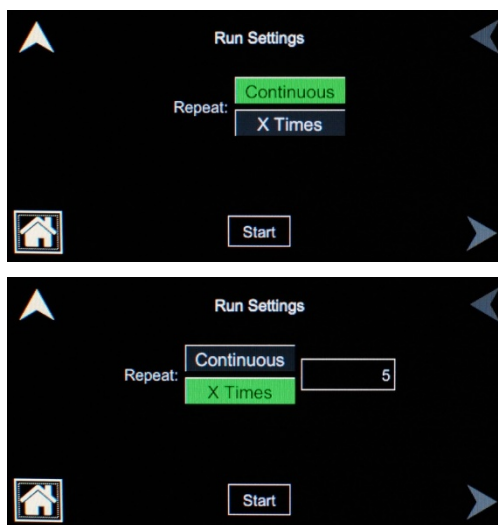 Run Settings
Continuous
Repeat:
X Times
Start
Run Settings
Continuous
Repeat:
5
X Times
Start